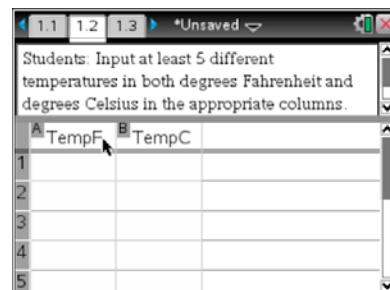 1.1 1.2 1.3 *Unsaved
Students: Input at least 5 different
temperatures in both degrees Fahrenheit and
degrees Celsius in the appropriate columns.
A TempF B TempC
1
2
3
4
5